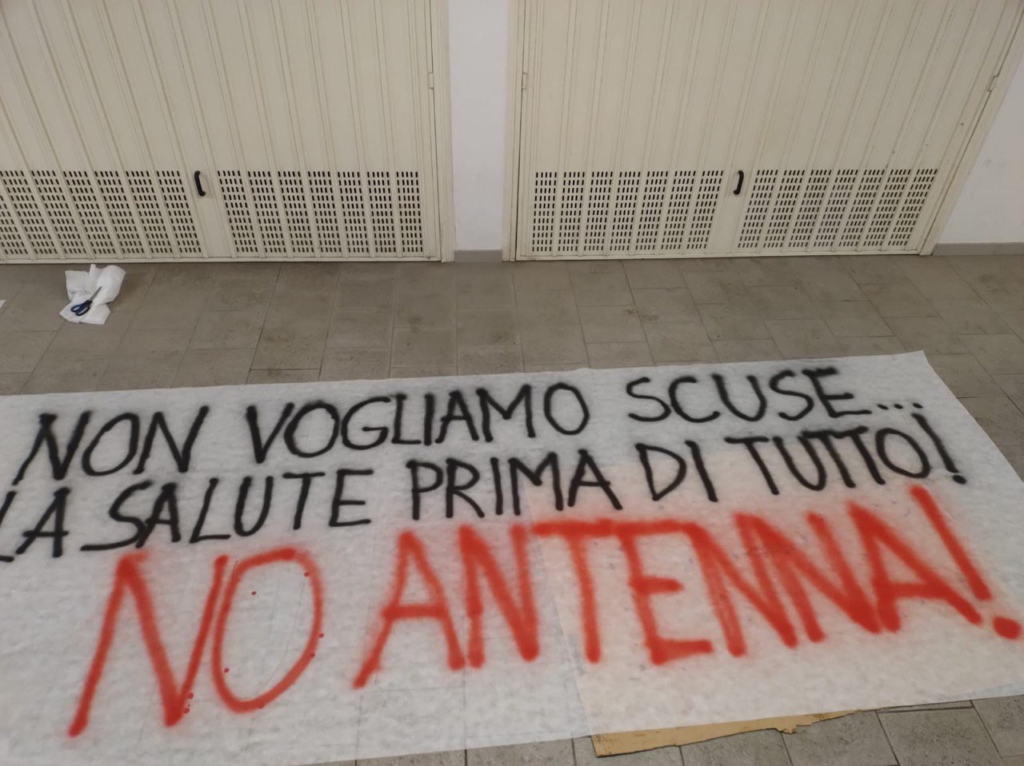 NON VOGLIAMO SCUSE...
LA SALUTE PRIMA DI TUTTO!
NO ANTENNA!